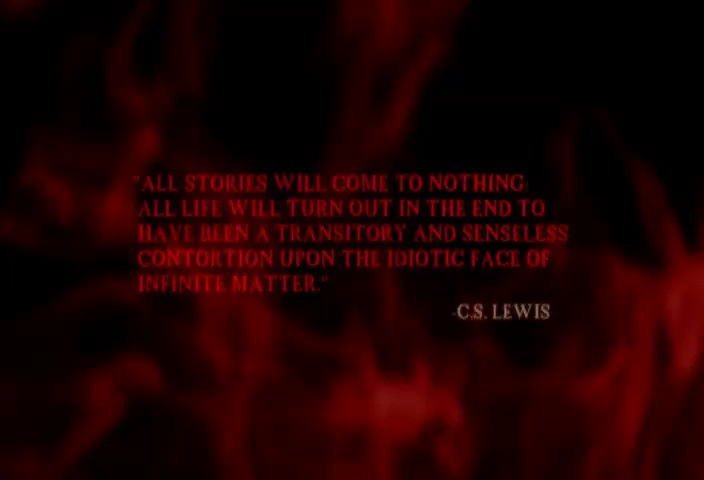 "ALL STORIES WILL COME TO NOTHING:
ALL LIFE WILL TURN OUT IN THE END TO
HAVE BEEN A TRANSITORY AND SENSELESS
CONTORTION UPON THE IDIOTIC FACE OF
INFINITE MATTER."
-C.S. LEWIS